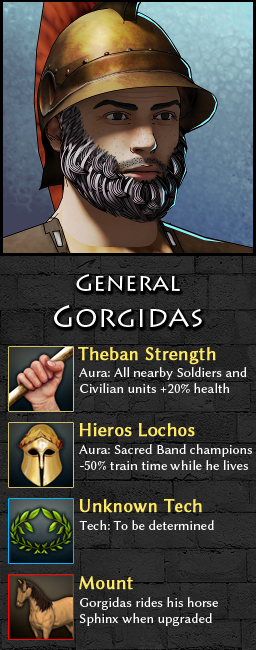 General
Gorgidas
Theban Strength
Aura: All nearby Soldiers and
Civilian units +20% health
Hieros Lochos
Aura: Sacred Band champions
-50% train time while he lives
Unknown Tech
Tech: To be determined
Mount
Gorgidas rides his horse
Sphinx when upgraded